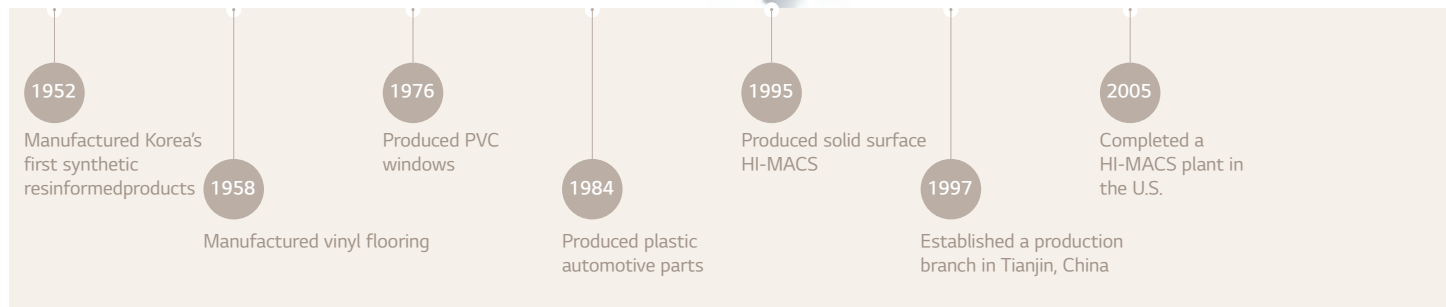 1952
Manufactured Korea's
first synthetic
resinformedproducts
1958
Manufactured vinyl flooring
1976
Produced PVC
windows
1984
Produced plastic
automotive parts
1995
Produced solid surface
HI-MACS
1997
Established a production
branch in Tianjin, China
2005
Completed a
HI-MACS plant in
the U.S.